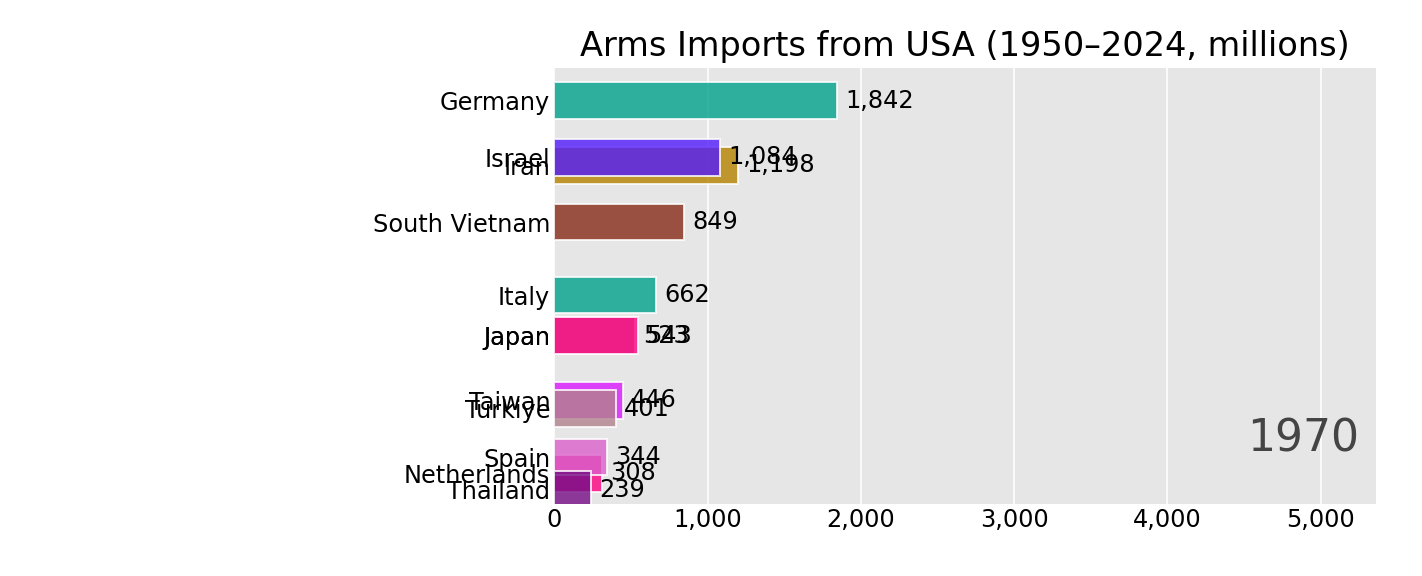 Arms Imports from USA (1950–2024, millions)
Germany 1,842
Israel 1,084
Iran 1,198
South Vietnam 849
Italy 662
Japan 543
Taiwan 446
Türkiye 401
Spain 344
Netherlands 308
Thailand 239
1970
0 1,000 2,000 3,000 4,000 5,000